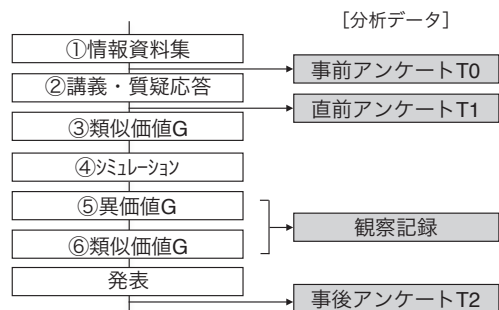 ［分析データ］
①情報資料集
事前アンケートT0
②講義・質疑応答
直前アンケートT1
③類似価値G
④ｼﾐｭﾚｰｼｮﾝ
⑤異価値G
観察記録
⑥類似価値G
発表
事後アンケートT2